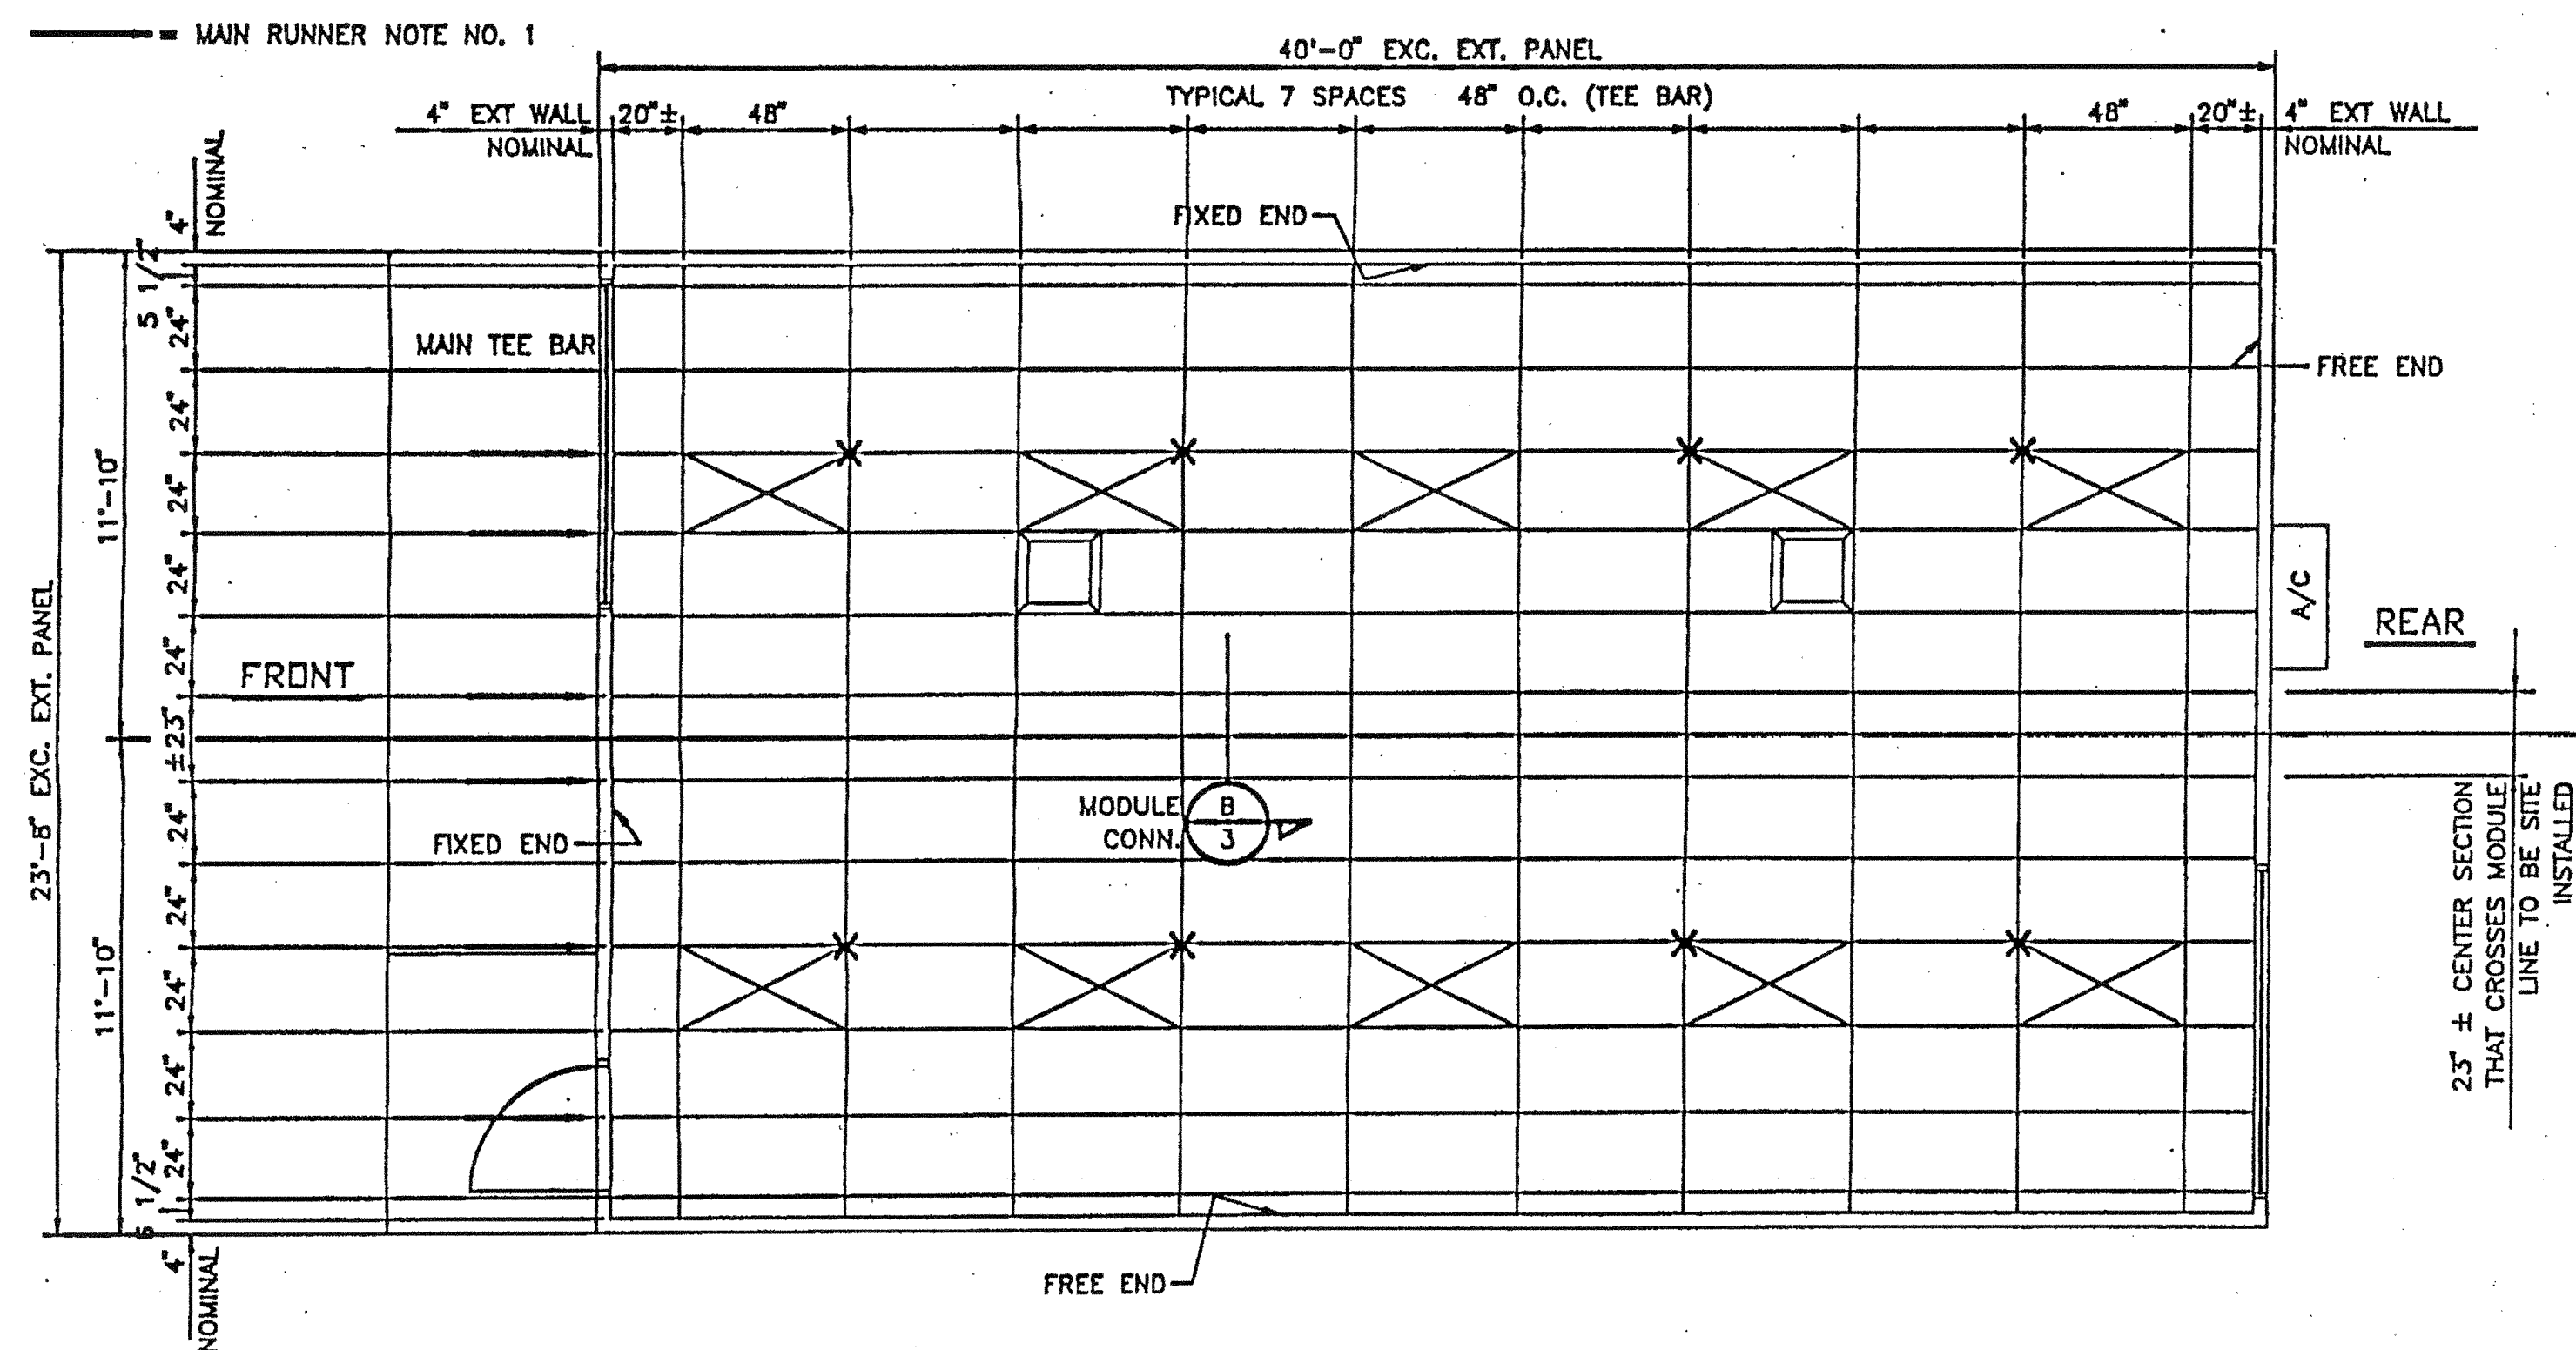 = MAIN RUNNER NOTE NO. 1
40'-0" EXC. EXT. PANEL
TYPICAL 7 SPACES 48" O.C. (TEE BAR)
4" EXT WALL
NOMINAL
20"±
48"
48"
20"±
4" EXT WALL
NOMINAL
4"
NOMINAL
FIXED END
5 1/2"
24"
MAIN TEE BAR
FREE END
24"
11'-10"
24"
24"
A/C
REAR
23'-8" EXC. EXT. PANEL
24"
FRONT
±23"
24"
MODULE
CONN.
B
3
FIXED END
23" ± CENTER SECTION
THAT CROSSES MODULE
LINE TO BE SITE
INSTALLED
24"
11'-10"
24"
24"
24"
1/2"
4"
NOMINAL
FREE END